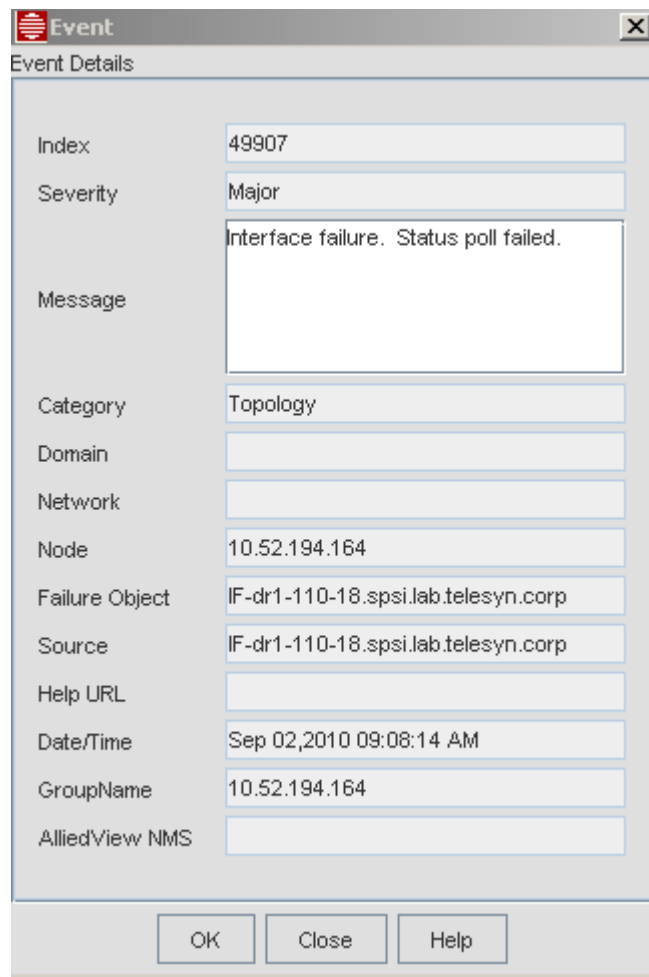 Event
Event Details
Index 49907
Severity Major
Message Interface failure.  Status poll failed.
Category Topology
Domain
Network
Node 10.52.194.164
Failure Object IF-dr1-110-18.spsi.lab.telesyn.corp
Source IF-dr1-110-18.spsi.lab.telesyn.corp
Help URL
Date/Time Sep 02,2010 09:08:14 AM
GroupName 10.52.194.164
AlliedView NMS
OK Close Help